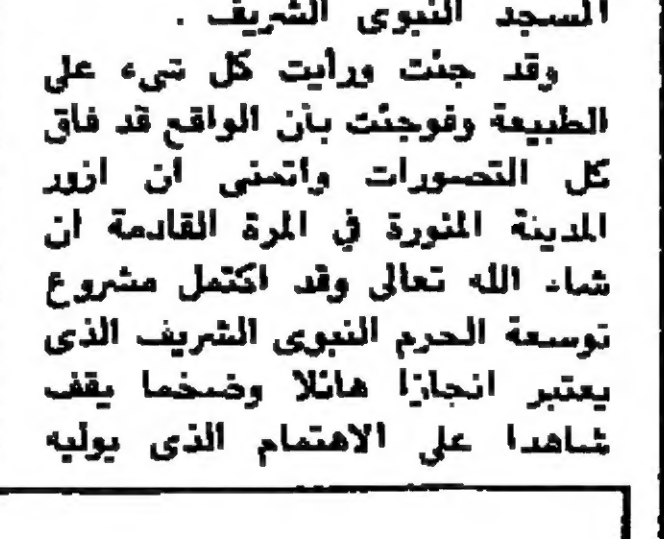 المسجد النبوى الشريف .
وقد جئت ورأيت كل شيء على
الطبيعة وفوجئت بأن الواقع قد فاق
كل التصورات واتمنى ان ازور
المدينة المنورة في المرة القادمة ان
شاء الله تعالى وقد اكتمل مشروع
توسعة الحرم النبوى الشريف الذى
يعتبر انجازا هائلا وضخما يقف
شاهدا على الاهتمام الذى يوليه